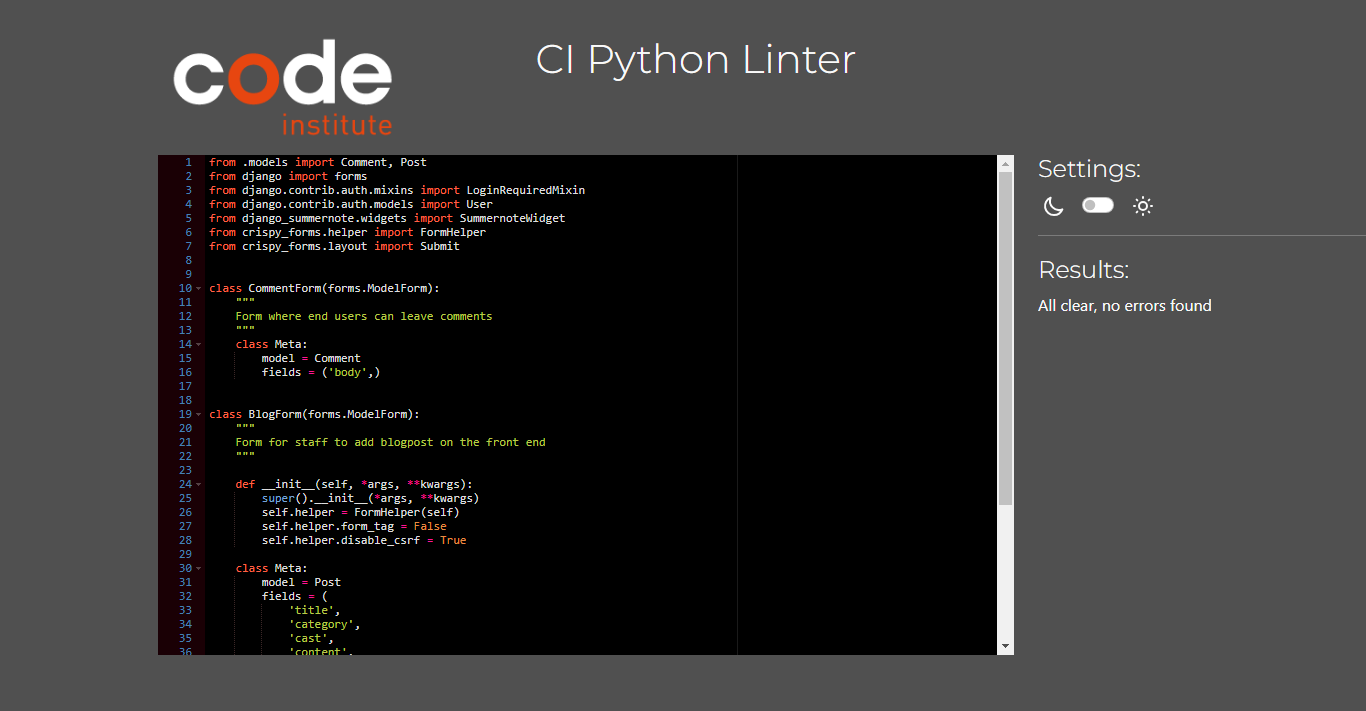 code
institute
CI Python Linter
1 from .models import Comment, Post
2 from django import forms
3 from django.contrib.auth.mixins import LoginRequiredMixin
4 from django.contrib.auth.models import User
5 from django_summernote.widgets import SummernoteWidget
6 from crispy_forms.helper import FormHelper
7 from crispy_forms.layout import Submit
8
9
10 class CommentForm(forms.ModelForm):
11     """
12     Form where end users can leave comments
13     """
14     class Meta:
15         model = Comment
16         fields = ('body',)
17
18
19 class BlogForm(forms.ModelForm):
20     """
21     Form for staff to add blogpost on the front end
22     """
23
24     def __init__(self, *args, **kwargs):
25         super().__init__(*args, **kwargs)
26         self.helper = FormHelper(self)
27         self.helper.form_tag = False
28         self.helper.disable_csrf = True
29
30     class Meta:
31         model = Post
32         fields = (
33             'title',
34             'category',
35             'cast',
36             'content',
Settings:
Results:
All clear, no errors found